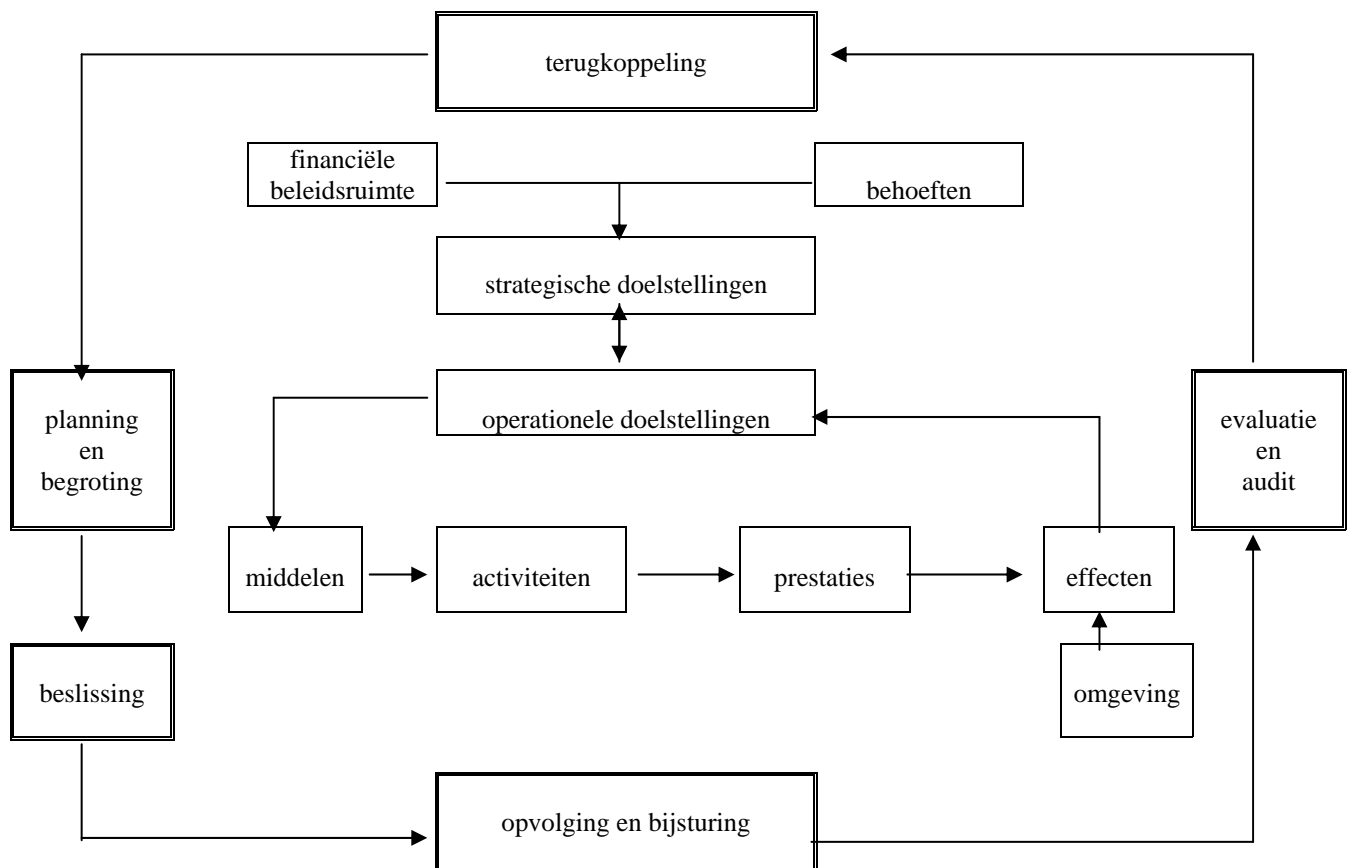 terugkoppeling
financiële
beleidsruimte
behoeften
strategische doelstellingen
operationele doelstellingen
planning
en
begroting
evaluatie
en
audit
middelen
activiteiten
prestaties
effecten
beslissing
omgeving
opvolging en bijsturing